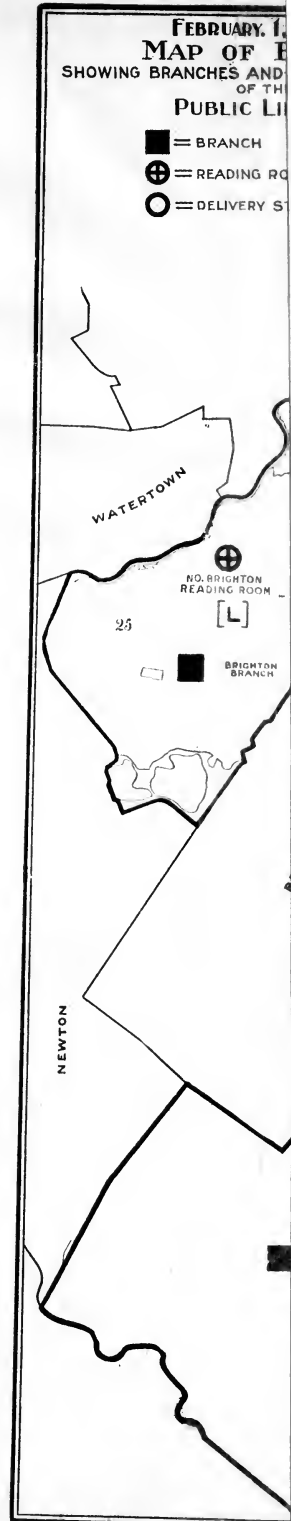 FEBRUARY. 1,
MAP OF
SHOWING BRANCHES AND
OF TH
PUBLIC LI
= BRANCH
= READING RO
= DELIVERY ST
WATERTOWN
NO. BRIGHTON
READING ROOM
[L]
25
BRIGHTON
BRANCH
NEWTON